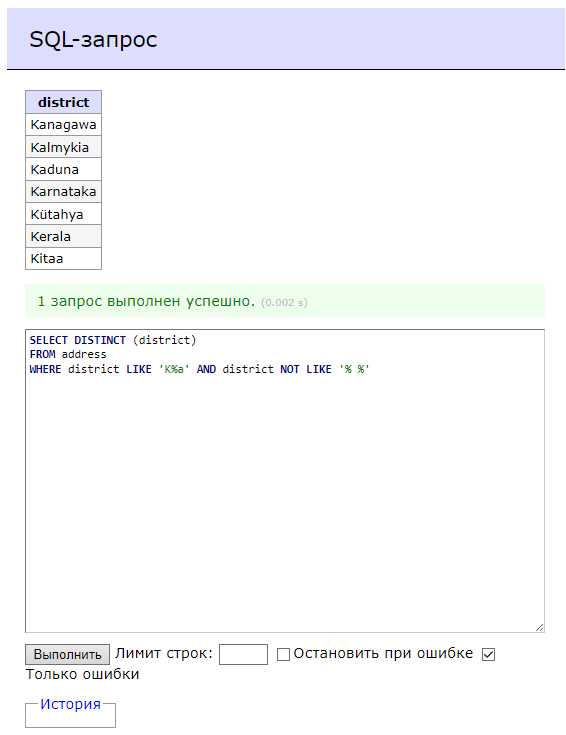 SQL-запрос
district
Kanagawa
Kalmykia
Kaduna
Karnataka
Kütahya
Kerala
Kitaa
1 запрос выполнен успешно. (0.002 s)
SELECT DISTINCT (district)
FROM address
WHERE district LIKE 'K%a' AND district NOT LIKE '% %'
Выполнить Лимит строк: Остановить при ошибке
Только ошибки
История